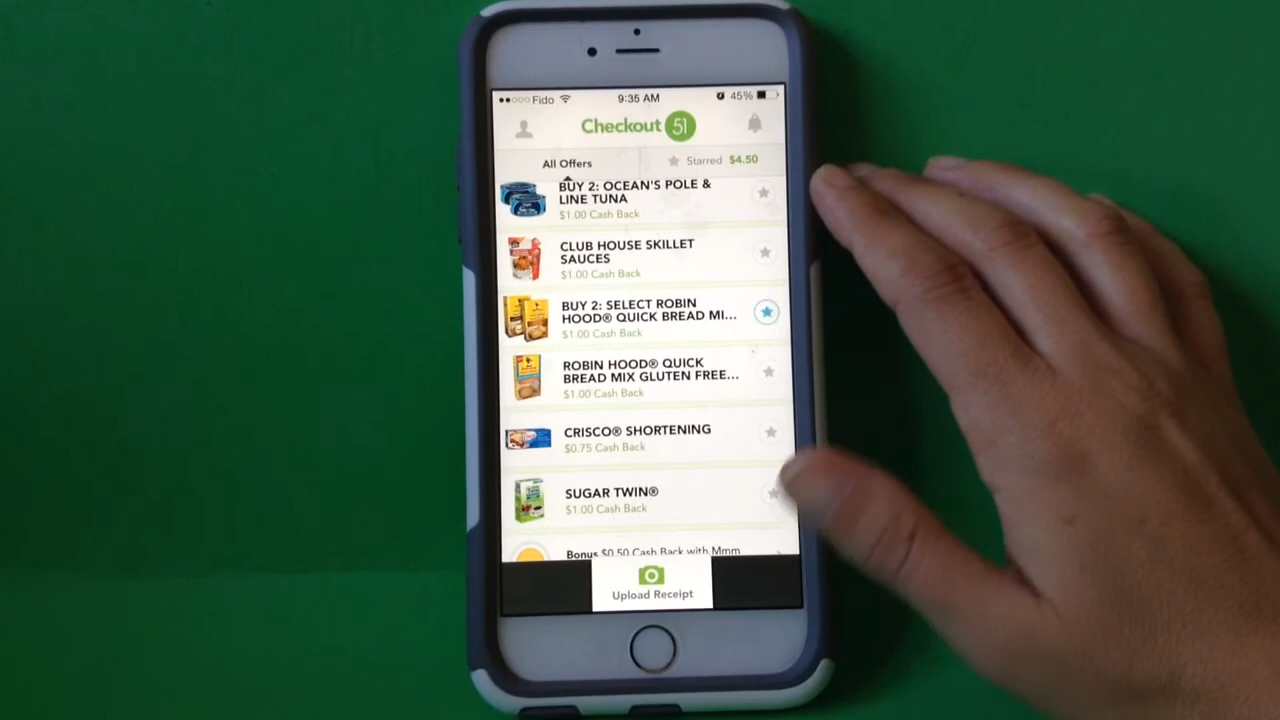 Fido 9:35 AM 45%
Checkout 51
All Offers Starred $4.50
BUY 2: OCEAN'S POLE &
LINE TUNA
$1.00 Cash Back
CLUB HOUSE SKILLET
SAUCES
$1.00 Cash Back
BUY 2: SELECT ROBIN
HOOD® QUICK BREAD MI...
$1.00 Cash Back
ROBIN HOOD® QUICK
BREAD MIX GLUTEN FREE...
$1.00 Cash Back
CRISCO® SHORTENING
$0.75 Cash Back
SUGAR TWIN®
$1.00 Cash Back
Bonus $0.50 Cash Back with Mmm
Upload Receipt